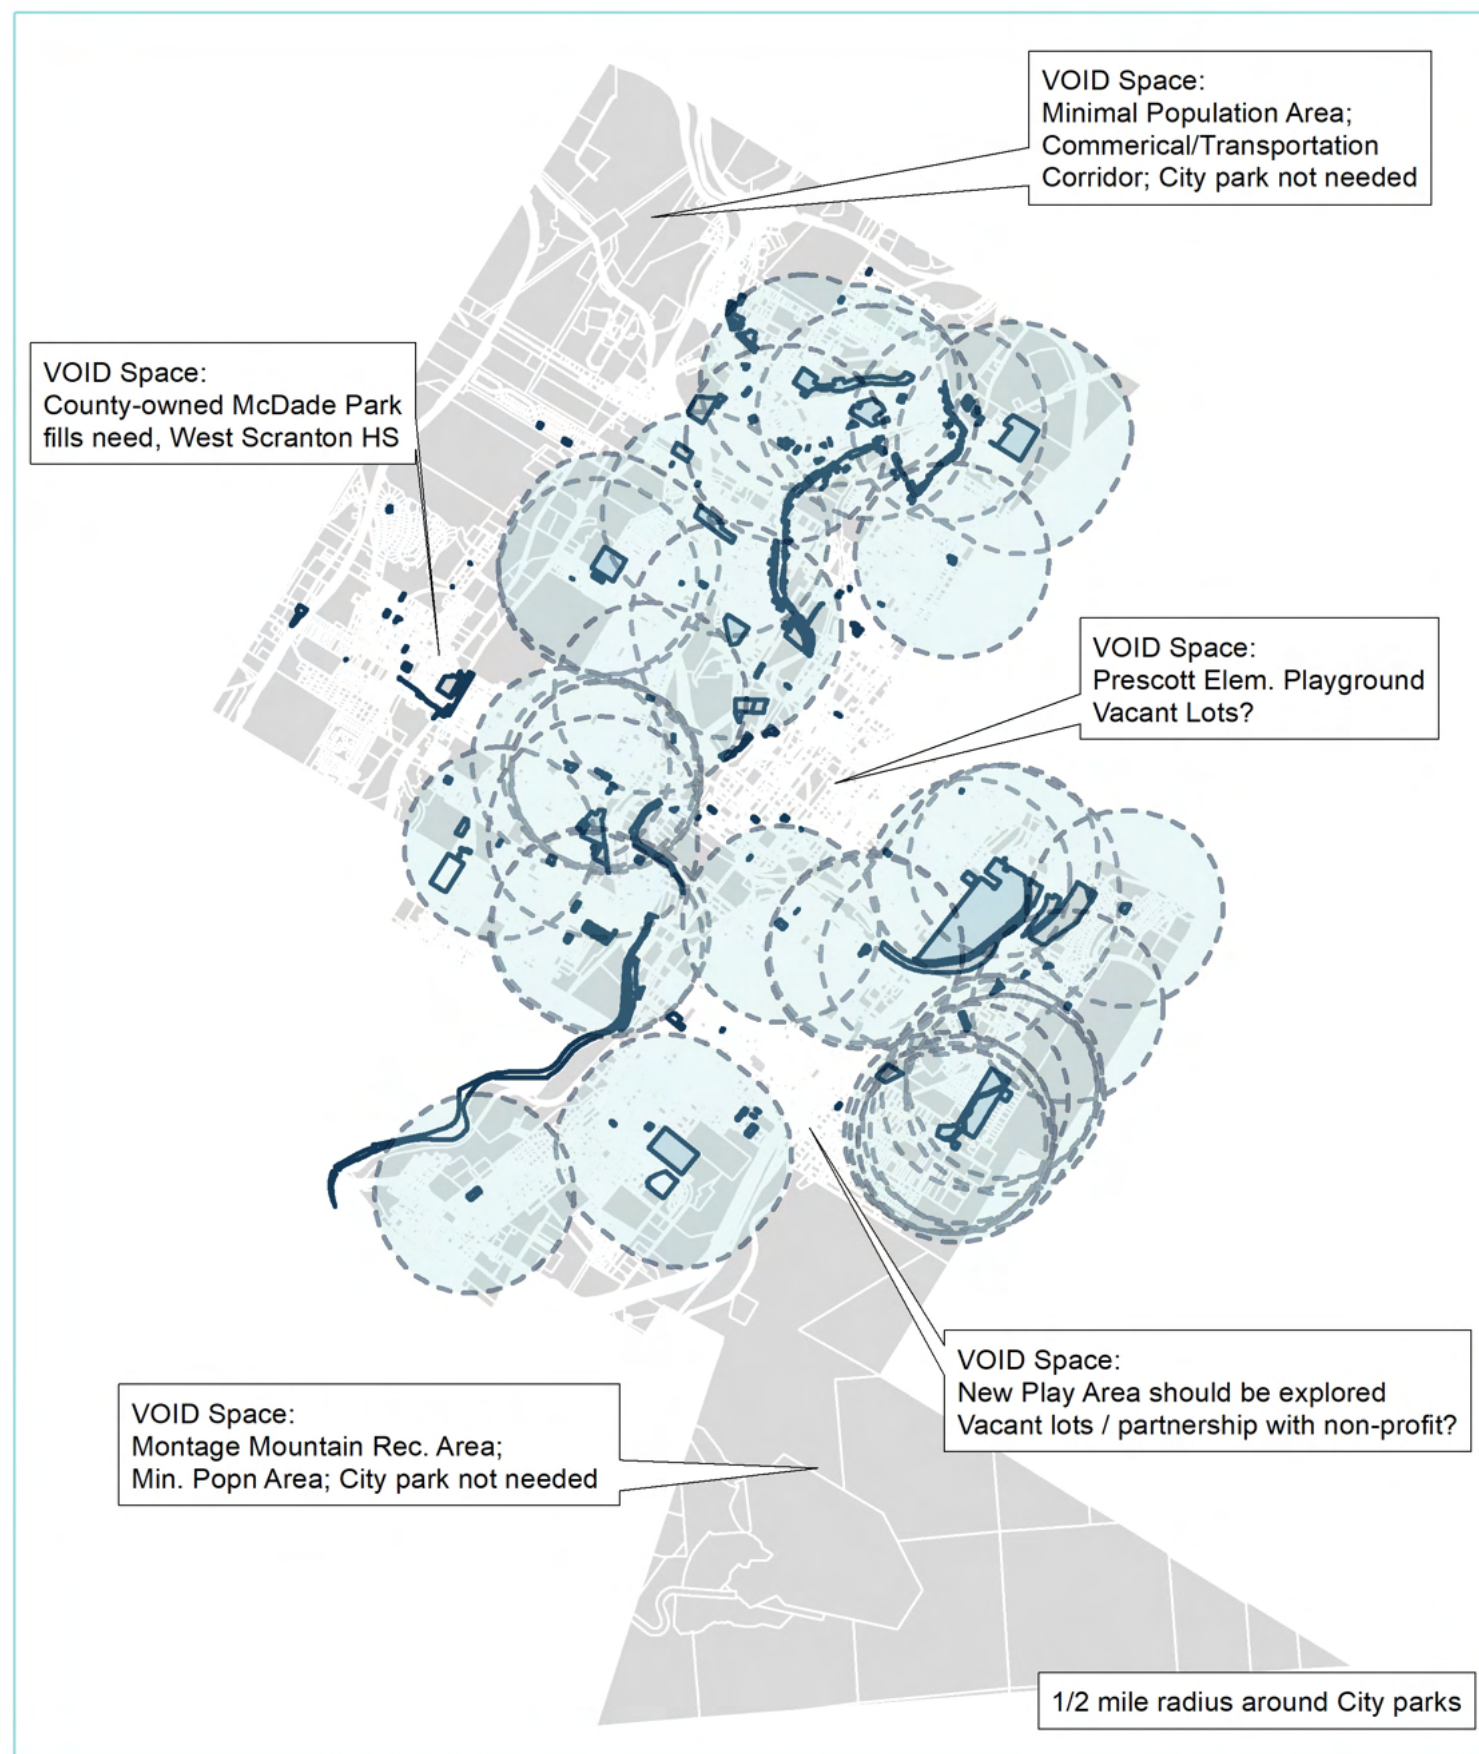 VOID Space:
Minimal Population Area;
Commerical/Transportation
Corridor; City park not needed
VOID Space:
County-owned McDade Park
fills need, West Scranton HS
VOID Space:
Prescott Elem. Playground
Vacant Lots?
VOID Space:
New Play Area should be explored
Vacant lots / partnership with non-profit?
VOID Space:
Montage Mountain Rec. Area;
Min. Popn Area; City park not needed
1/2 mile radius around City parks